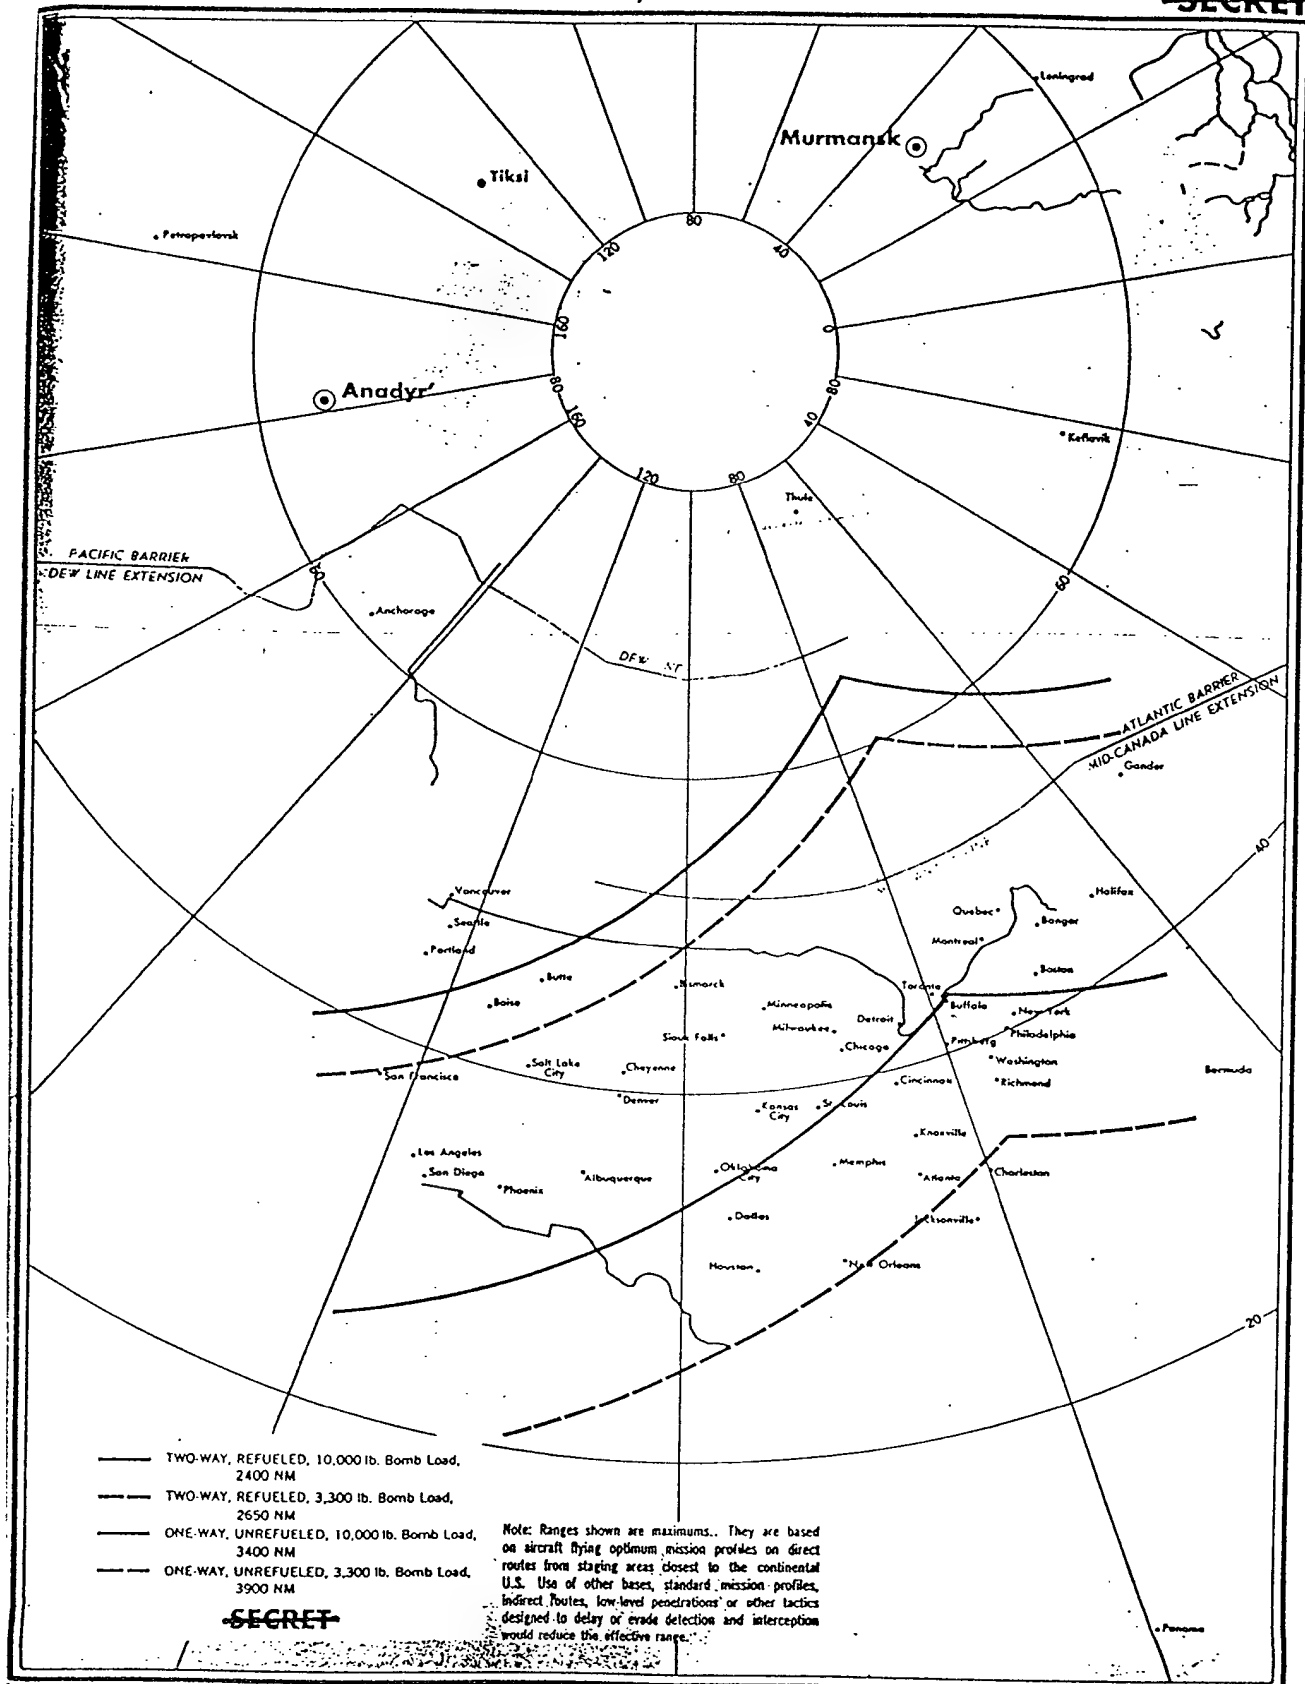 SECRET
Leningrad
Murmansk
Tiksi
Petropavlovsk
80
120
40
160
0
80
80
160
40
120
80
Anadyr'
Keflavik
Thule
PACIFIC BARRIER
DEW LINE EXTENSION
60
60
Anchorage
DEW
ATLANTIC BARRIER
MID-CANADA LINE EXTENSION
Gander
40
Vancouver
Seattle
Portland
Quebec
Halifax
Bangor
Montreal
Boston
Butte
Boise
Bismarck
Toronto
Buffalo
Minneapolis
New York
Detroit
Milwaukee
Philadelphia
Sioux Falls
Chicago
Pittsberg
Washington
Salt Lake
City
Cheyenne
San Francisco
Cincinnati
Richmond
Bermuda
Denver
Kansas
City
St. Louis
Knoxville
Los Angeles
San Diego
Phoenix
Albuquerque
Oklahoma
City
Memphis
Atlanta
Charleston
Dallas
Jacksonville
Houston
New Orleans
20
TWO-WAY, REFUELED, 10,000 lb. Bomb Load,
2400 NM
TWO-WAY, REFUELED, 3,300 lb. Bomb Load,
2650 NM
ONE-WAY, UNREFUELED, 10,000 lb. Bomb Load,
3400 NM
ONE-WAY, UNREFUELED, 3,300 lb. Bomb Load,
3900 NM
SECRET
Note: Ranges shown are maximums.. They are based
on aircraft flying optimum mission profiles on direct
routes from staging areas closest to the continental
U.S. Use of other bases, standard mission profiles,
indirect routes, low-level penetrations or other tactics
designed to delay or evade detection and interception
would reduce the effective range.
Panama